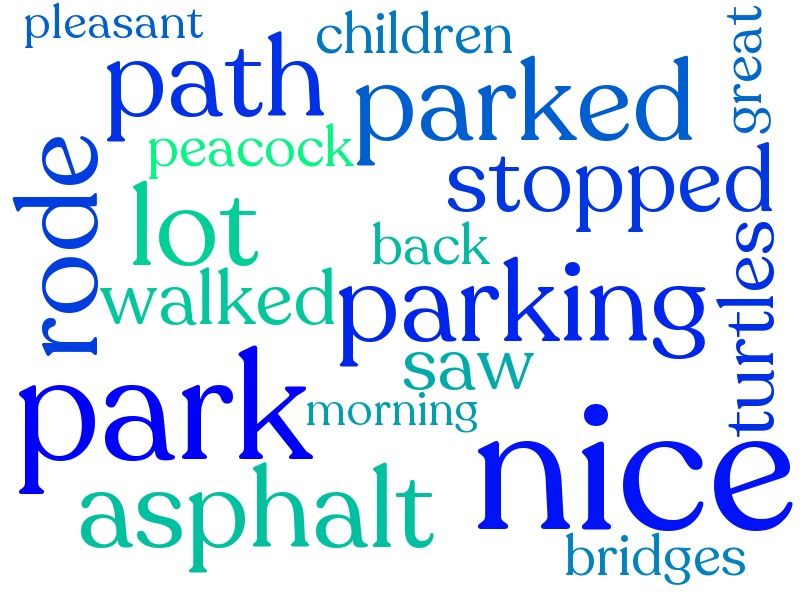 pleasant
children
great
path
parked
peacock
stopped
rode
lot
back
turtles
walked
parking
saw
park
morning
nice
asphalt
bridges